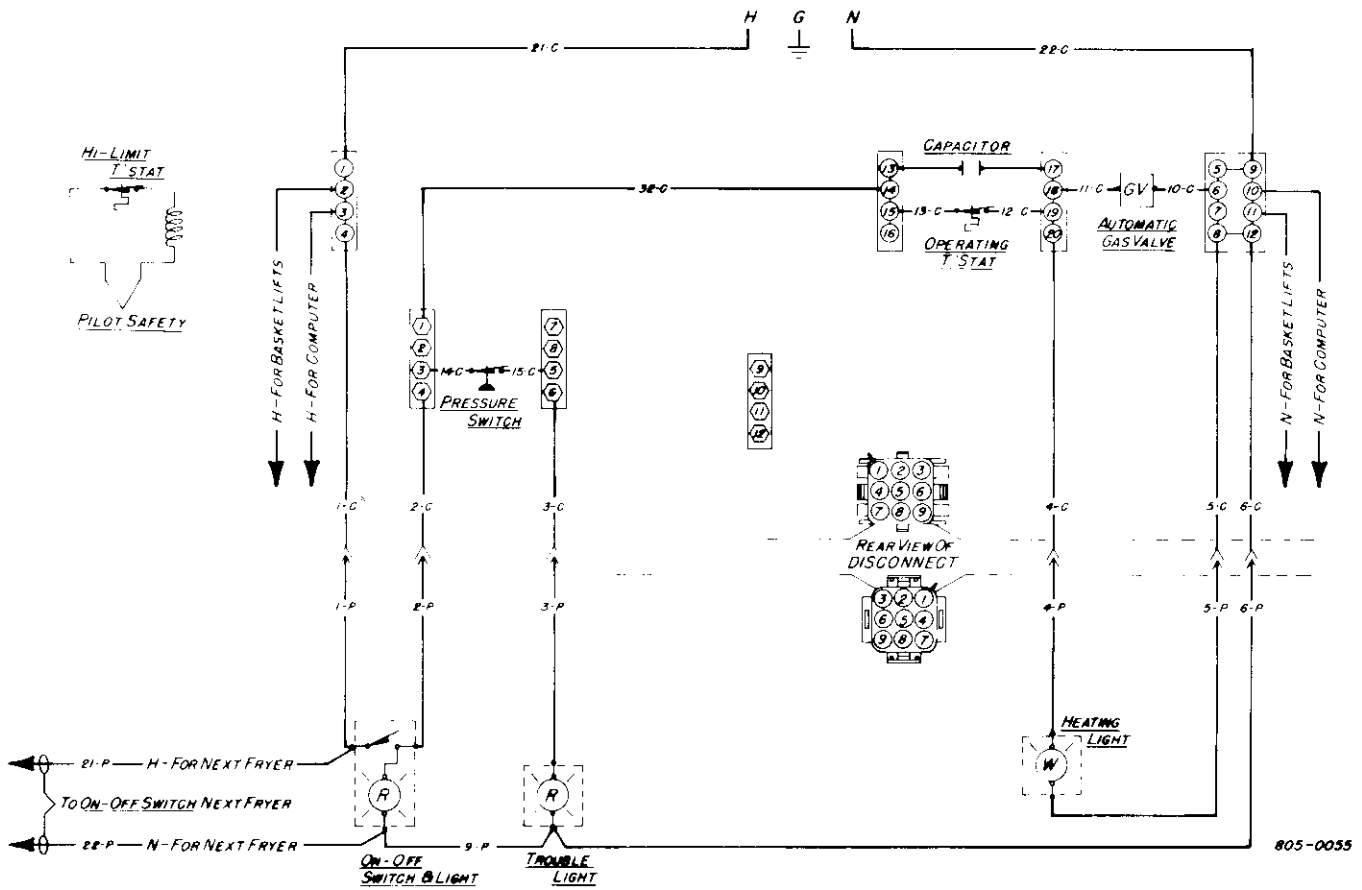 H G N
21-C
22-C
HI-LIMIT
T'STAT
PILOT SAFETY
H-FOR BASKET LIFTS
H-FOR COMPUTER
1
2
3
4
32-C
13
14
15
16
CAPACITOR
13-C
12-C
OPERATING
T'STAT
17
18
19
20
11-C
GV
10-C
AUTOMATIC
GAS VALVE
5 9
6 10
7 11
8 12
N-FOR BASKET LIFTS
N-FOR COMPUTER
1
2
3
4
14-C
15-C
PRESSURE
SWITCH
7
8
5
6
9
10
11
12
1 2 3
4 5 6
7 8 9
REAR VIEW OF
DISCONNECT
3 2 1
6 5 4
9 8 7
1-C
2-C
3-C
4-C
5-C
6-C
1-P
2-P
3-P
4-P
5-P
6-P
HEATING
LIGHT
W
21-P
H-FOR NEXT FRYER
TO ON-OFF SWITCH NEXT FRYER
22-P
N-FOR NEXT FRYER
R
R
9-P
ON-OFF
SWITCH & LIGHT
TROUBLE
LIGHT
805-0055